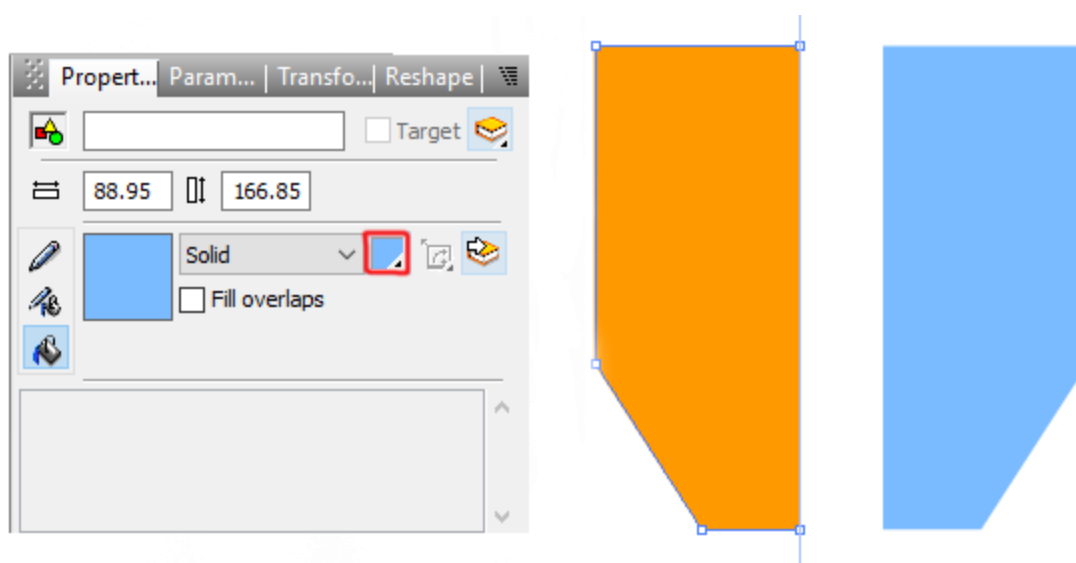 Propert... Param... | Transfo... | Reshape |
Target
88.95 166.85
Solid
Fill overlaps